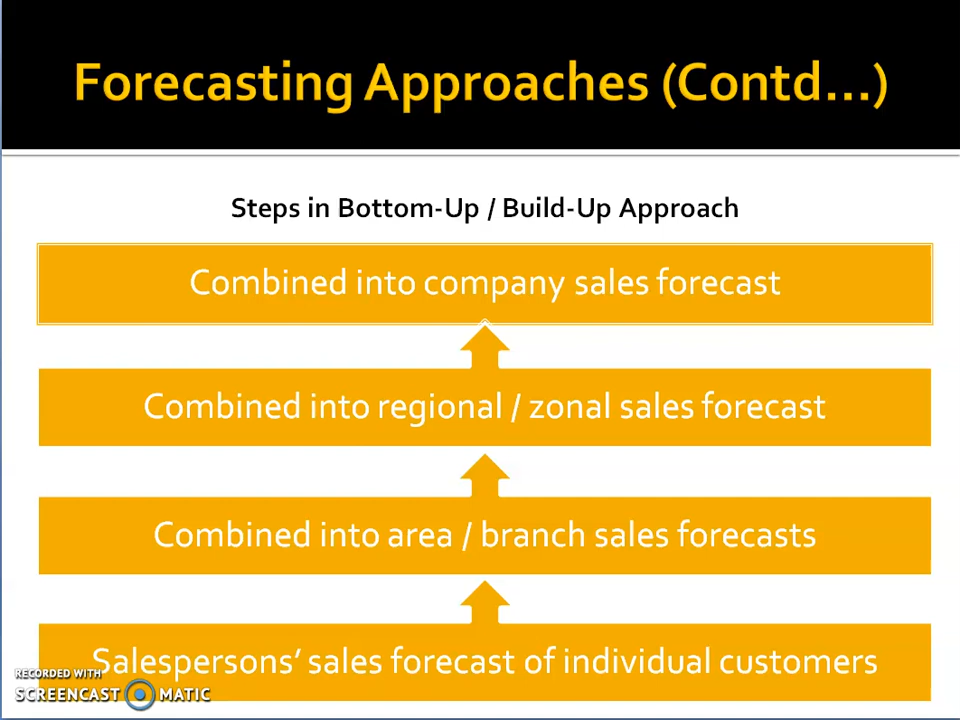 Forecasting Approaches (Contd...)
Steps in Bottom-Up / Build-Up Approach
Combined into company sales forecast
Combined into regional / zonal sales forecast
Combined into area / branch sales forecasts
Salespersons’ sales forecast of individual customers
RECORDED WITH
SCREENCAST MATIC